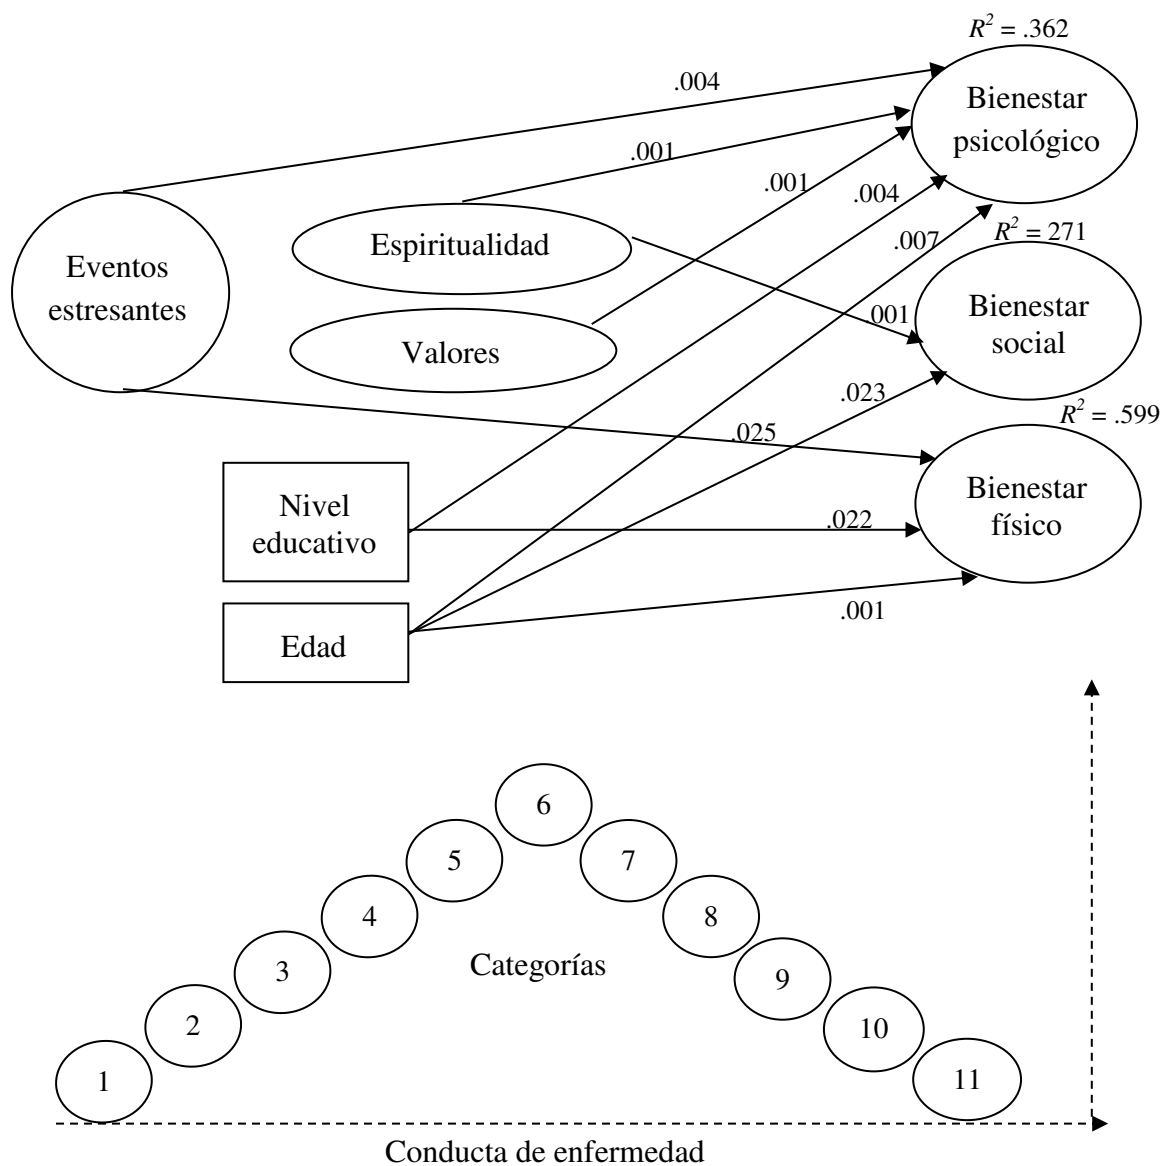 R² = .362
.004
Bienestar
psicológico
.001
.001
.004
Espiritualidad
.007
R² = 271
Eventos
estresantes
Bienestar
social
001
Valores
.023
R² = .599
.025
Bienestar
físico
Nivel
educativo
.022
.001
Edad
6
5
7
4
8
3
Categorías
9
2
10
1
11
Conducta de enfermedad